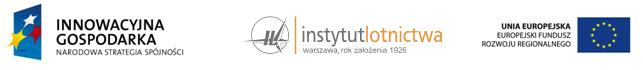 INNOWACYJNA
GOSPODARKA
NARODOWA STRATEGIA SPÓJNOŚCI
instytutlotnictwa
warszawa, rok założenia 1926
UNIA EUROPEJSKA
EUROPEJSKI FUNDUSZ
ROZWOJU REGIONALNEGO